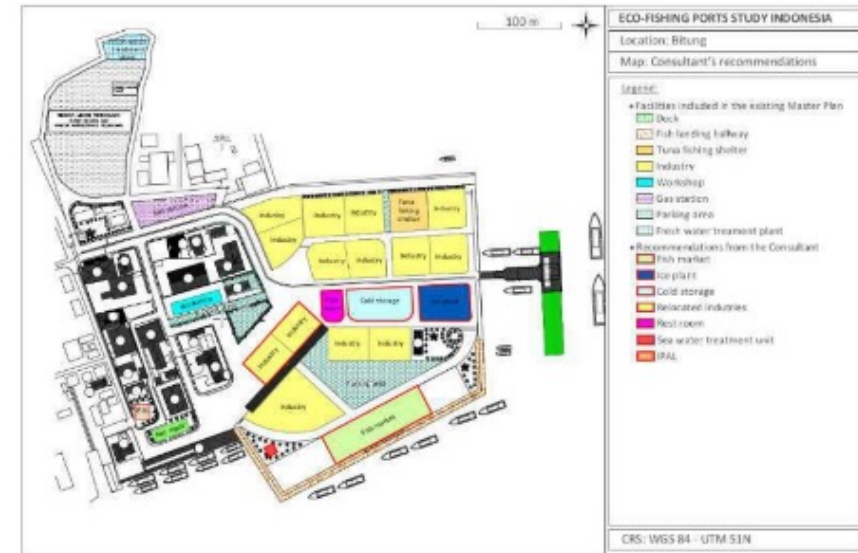 100 m
ECO-FISHING PORTS STUDY INDONESIA
Location: Bitung
Map: Consultant's recommendations
Legend:
•Facilities included in the existing Master Plan
Dock
Fish landing hallway
Tuna fishing shelter
Industry
Workshop
Gas station
Parking area
Fresh water treament plant
•Recommendations from the Consultant
Fish market
Ice plant
Cold storage
Relocated industries
Rest room
Sea water treatment unit
IPAL
CRS: WGS 84 - UTM 51N
Industry
Industry
Industry
Tuna
fishing
shelter
Industry
Industry
Industry
Industry
Industry
Industry
Cold storage
Ice plant
Industry
Industry
Industry
Industry
Parking area
Industry
Fish market
IPAL